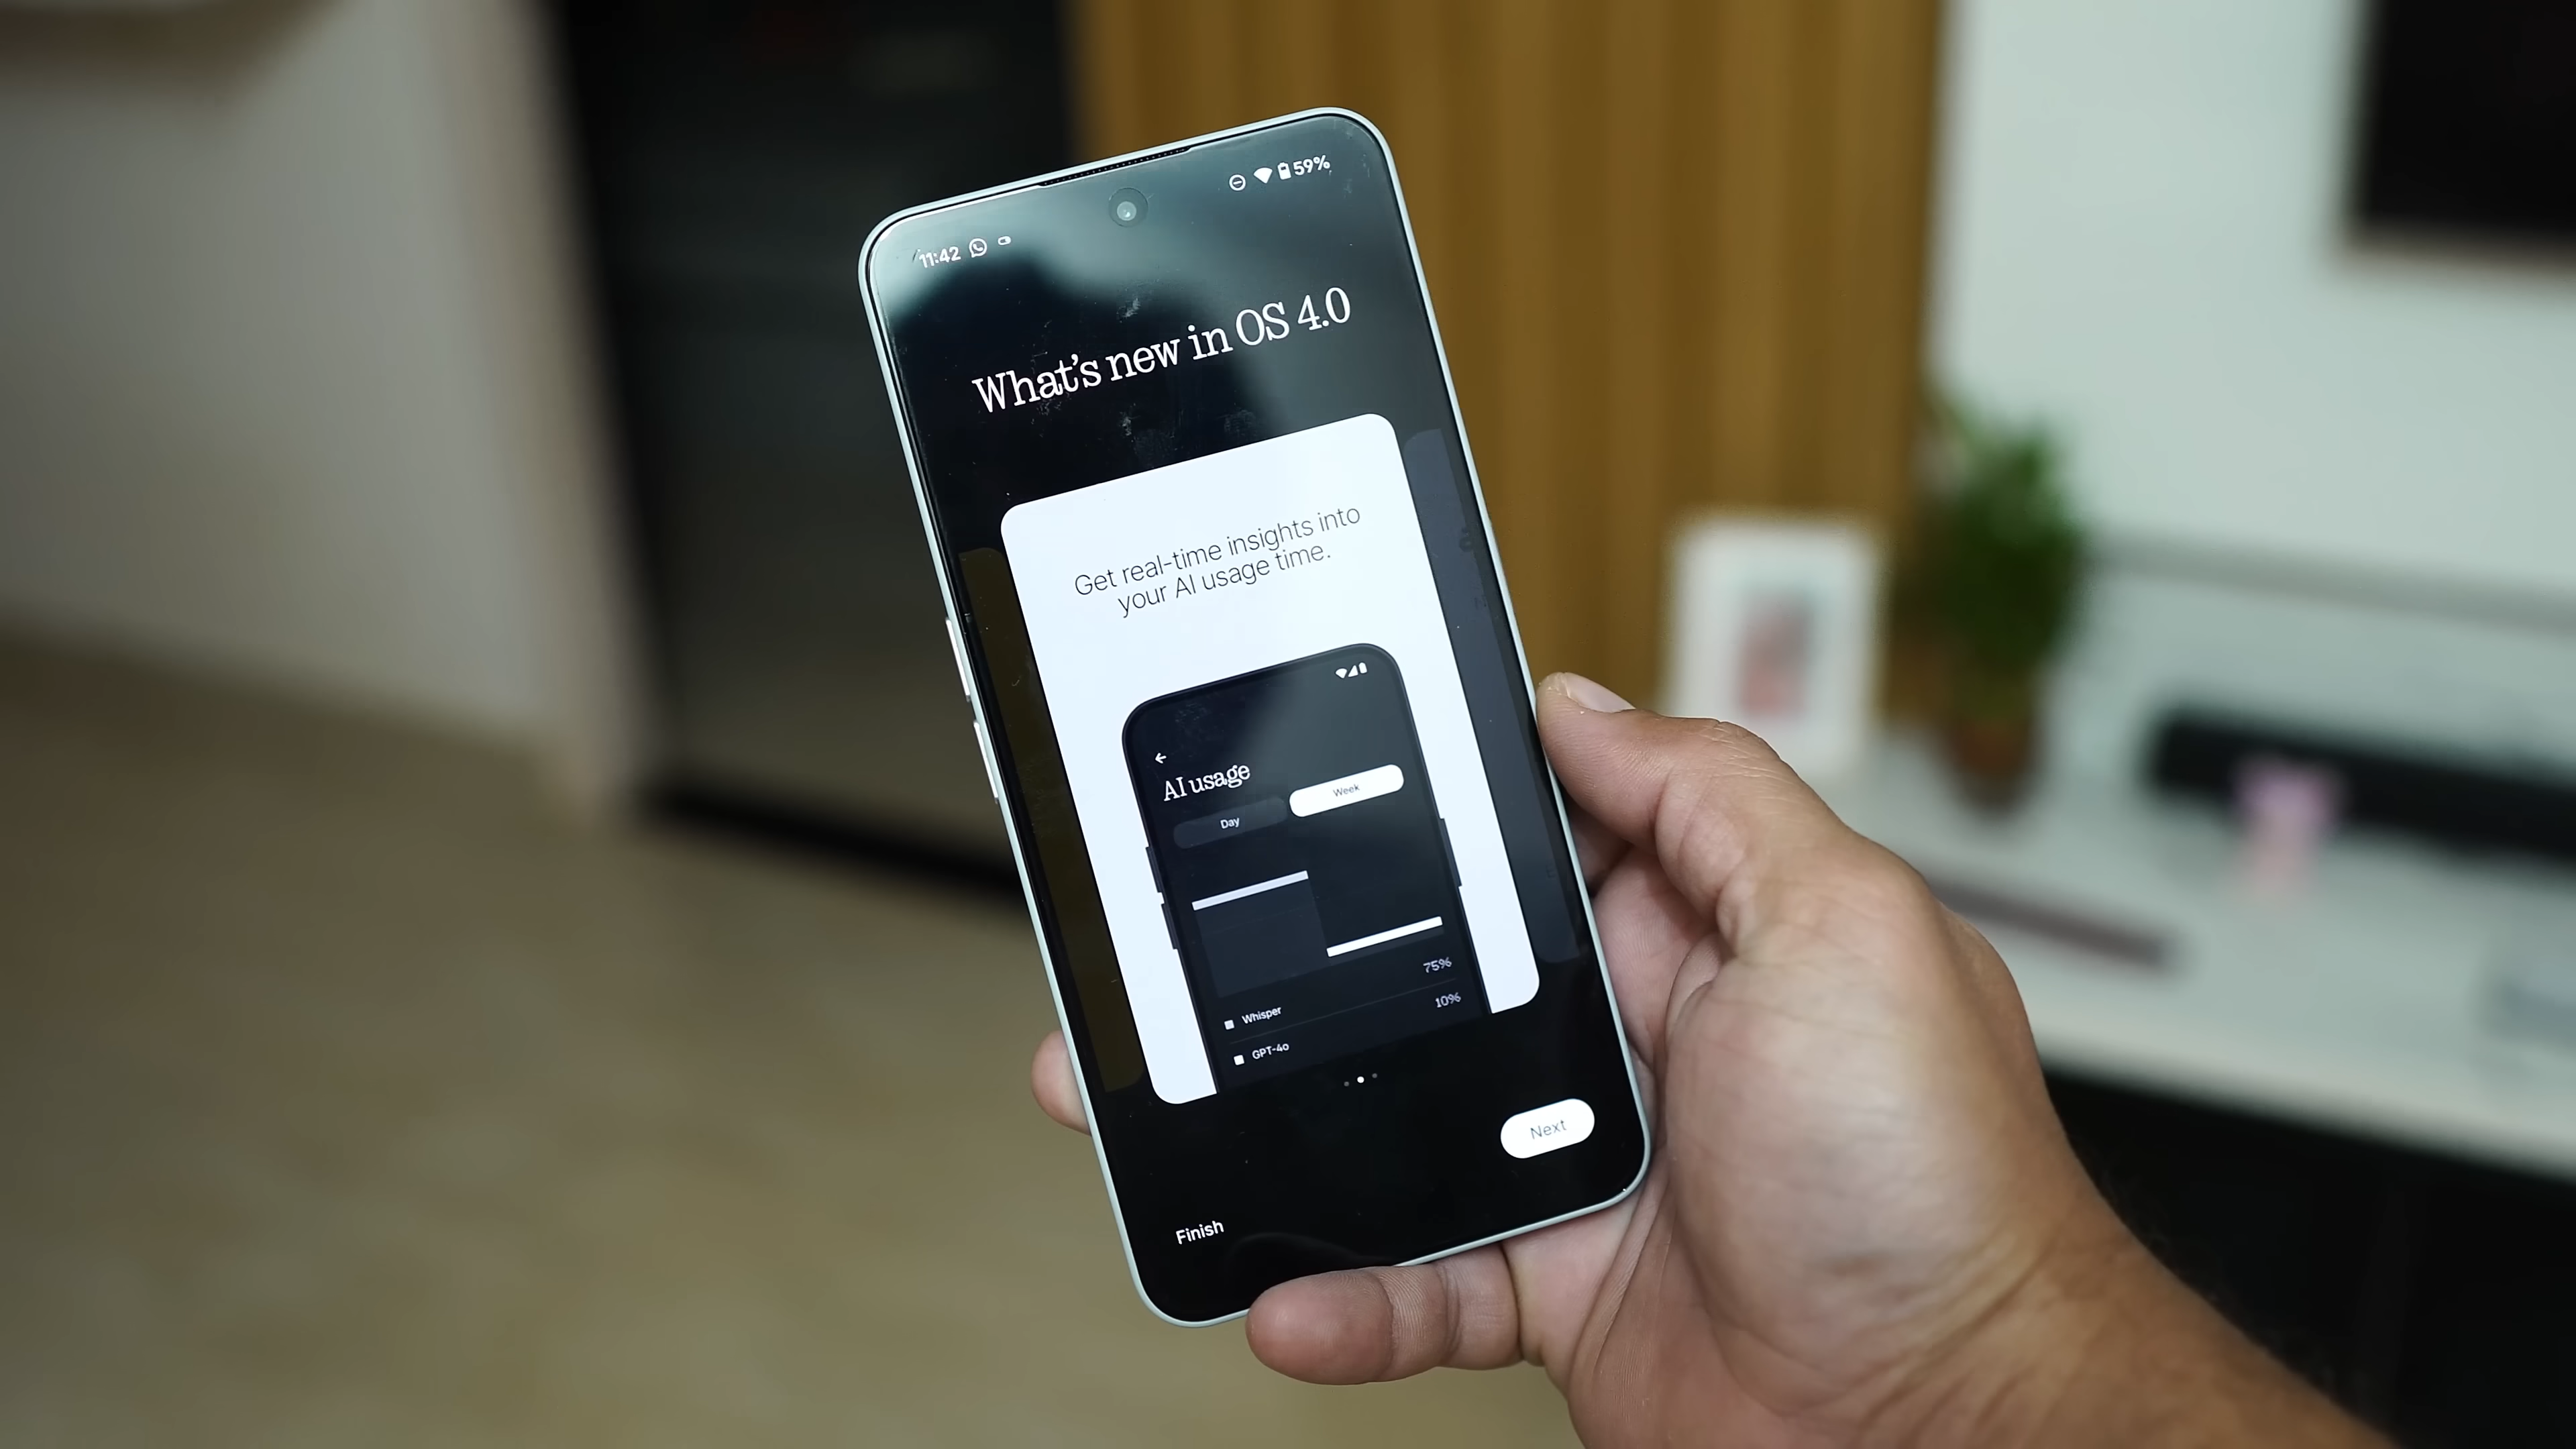 11:42
59%
What's new in OS 4.0
Get real-time insights into
your AI usage time.
AI usage
Day
Week
Whisper
75%
GPT-4o
10%
Next
Finish